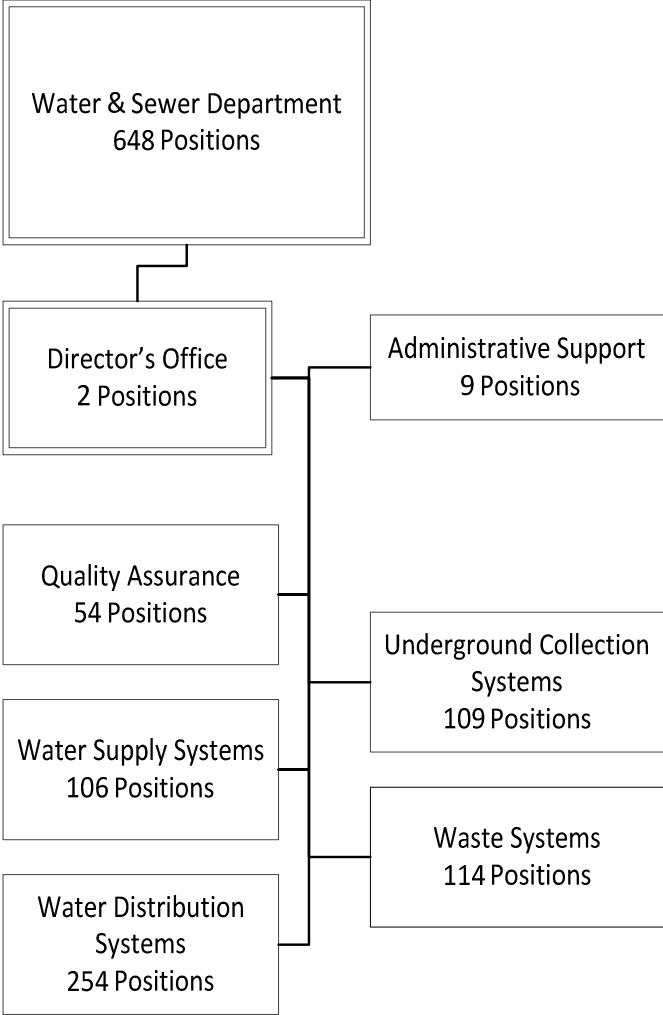 Water & Sewer Department
648 Positions
Director’s Office
2 Positions
Administrative Support
9 Positions
Quality Assurance
54 Positions
Underground Collection
Systems
109 Positions
Water Supply Systems
106 Positions
Waste Systems
114 Positions
Water Distribution
Systems
254 Positions